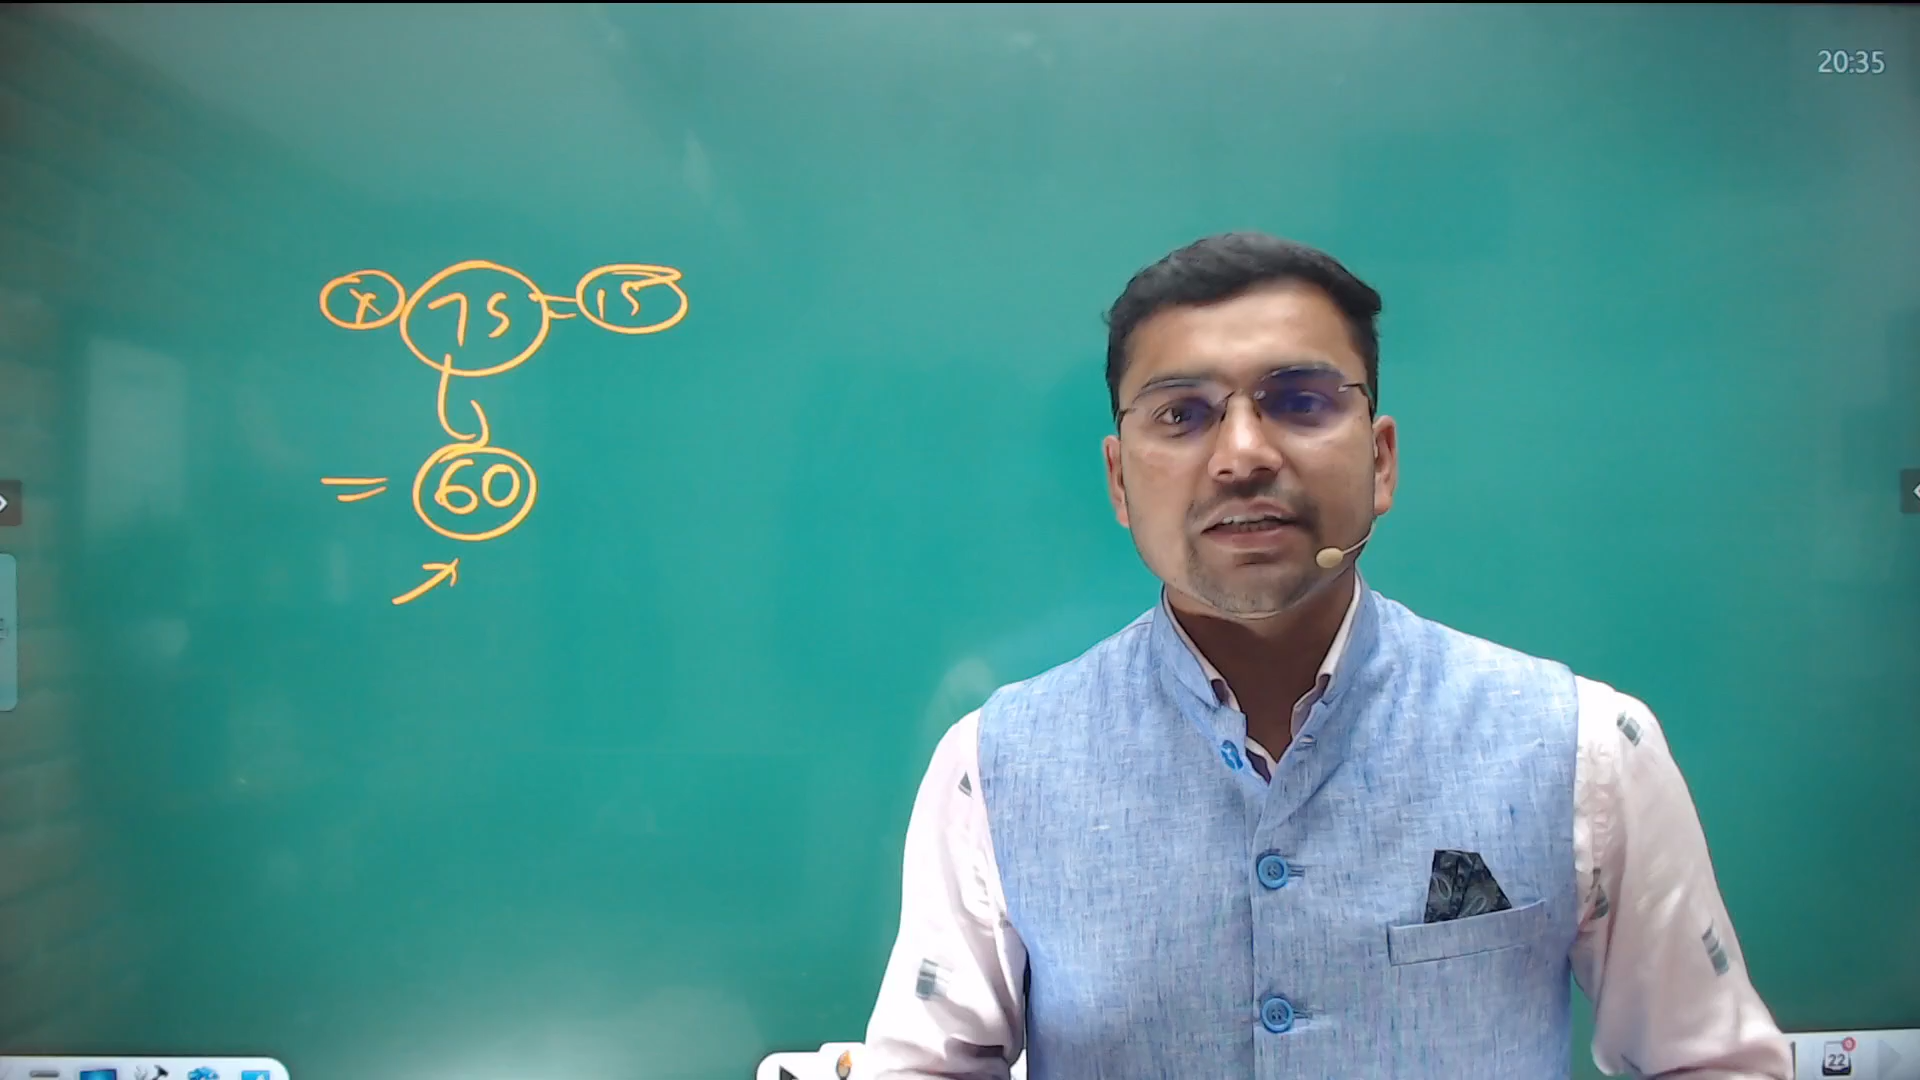 20:35
x 75 = 15
= 60
22